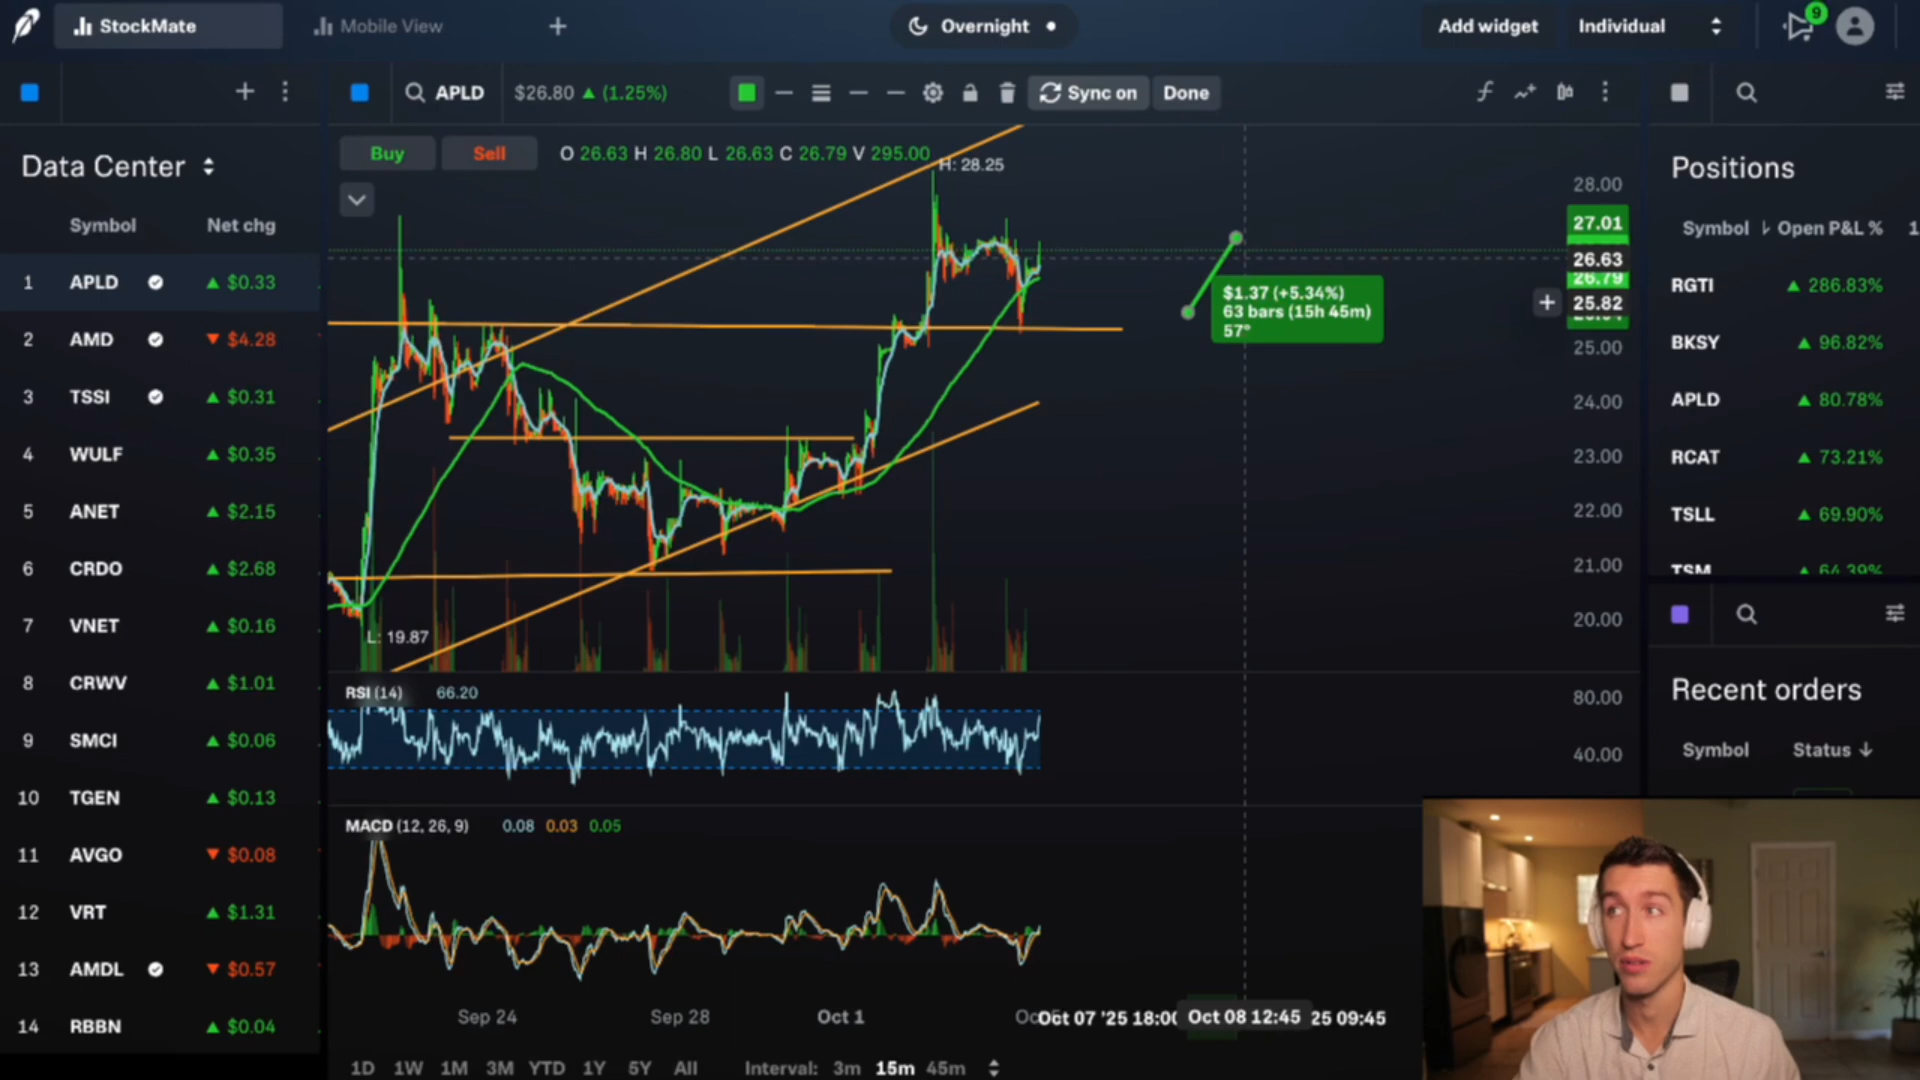 StockMate
Mobile View
Overnight
Add widget
Individual
9
APLD
$26.80 (1.25%)
Sync on
Done
Data Center
Symbol Net chg
1 APLD $0.33
2 AMD $4.28
3 TSSI $0.31
4 WULF $0.35
5 ANET $2.15
6 CRDO $2.68
7 VNET $0.16
8 CRWV $1.01
9 SMCI $0.06
10 TGEN $0.13
11 AVGO $0.08
12 VRT $1.31
13 AMDL $0.57
14 RBBN $0.04
Buy
Sell
O 26.63 H 26.80 L 26.63 C 26.79 V 295.00
H: 28.25
L: 19.87
$1.37 (+5.34%)
63 bars (15h 45m)
57°
28.00
27.01
26.63
26.79
25.82
25.00
24.00
23.00
22.00
21.00
20.00
RSI (14) 66.20
80.00
40.00
MACD (12, 26, 9) 0.08 0.03 0.05
Sep 24
Sep 28
Oct 1
Oct 07 '25 18:00
Oct 08 12:45
25 09:45
1D 1W 1M 3M YTD 1Y 5Y All
Interval: 3m 15m 45m
Positions
Symbol Open P&L % 1
RGTI 286.83%
BKSY 96.82%
APLD 80.78%
RCAT 73.21%
TSLL 69.90%
TSM 64.39%
Recent orders
Symbol Status